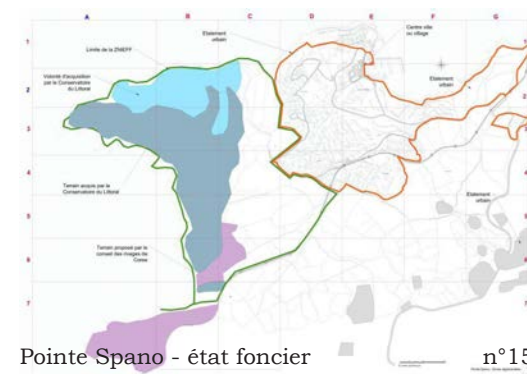 A B C D E F G
1
2
3
4
5
6
7
Limite de la ZNIEFF
Etalement
urbain
Centre ville
ou village
Volonté d'acquisition
par le Conservatoire
du Littoral
Etalement
urbain
Terrain acquis par le
Conservatoire du Littoral
Etalement
urbain
Terrain proposé par le
conseil des rivages de
Corse
Pointe Spano - état foncier n°15